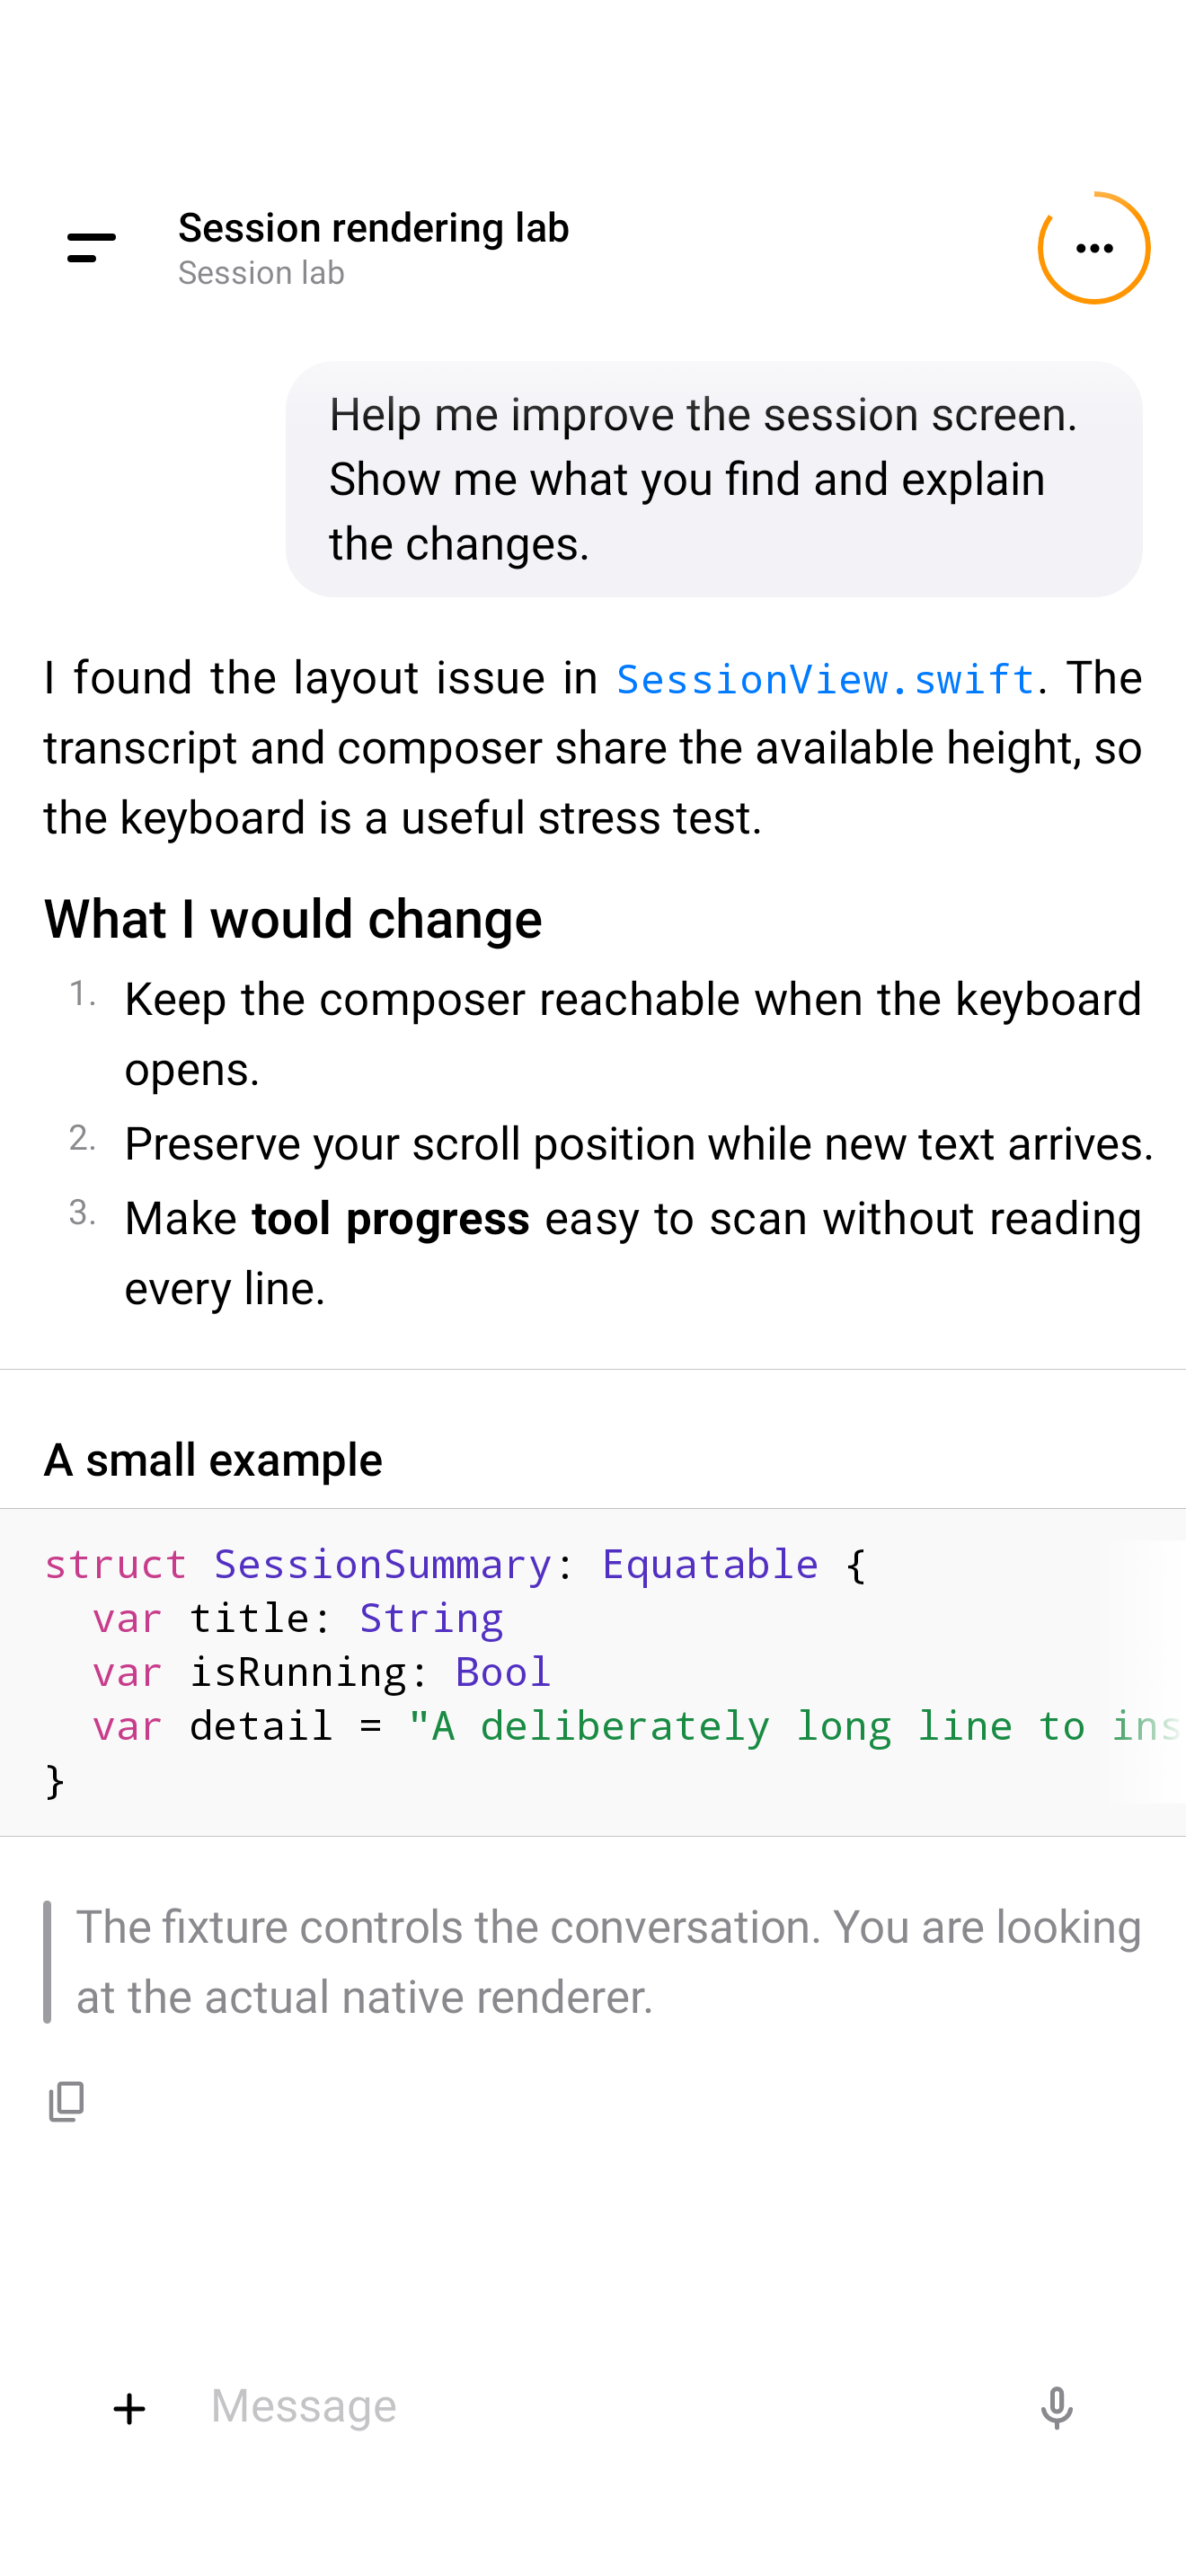 Session rendering lab
Session lab
Help me improve the session screen.
Show me what you find and explain
the changes.
I found the layout issue in SessionView.swift. The
transcript and composer share the available height, so
the keyboard is a useful stress test.
What I would change
1. Keep the composer reachable when the keyboard
opens.
2. Preserve your scroll position while new text arrives.
3. Make tool progress easy to scan without reading
every line.
A small example
struct SessionSummary: Equatable {
  var title: String
  var isRunning: Bool
  var detail = "A deliberately long line to ins
}
The fixture controls the conversation. You are looking
at the actual native renderer.
Message